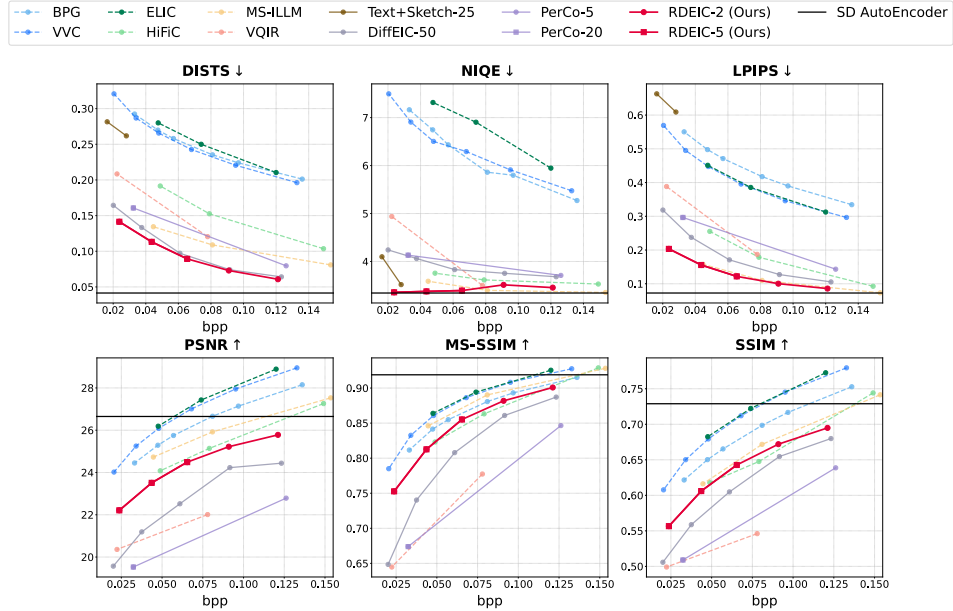 BPG ELIC MS-ILLM Text+Sketch-25 PerCo-5 RDEIC-2 (Ours) SD AutoEncoder
VVC HiFiC VQIR DiffEIC-50 PerCo-20 RDEIC-5 (Ours)
DISTS ↓ NIQE ↓ LPIPS ↓
0.30
0.25
0.20
0.15
0.10
0.05
0.02 0.04 0.06 0.08 0.10 0.12 0.14
bpp
7
6
5
4
0.02 0.04 0.06 0.08 0.10 0.12 0.14
bpp
0.6
0.5
0.4
0.3
0.2
0.1
0.02 0.04 0.06 0.08 0.10 0.12 0.14
bpp
PSNR ↑ MS-SSIM ↑ SSIM ↑
28
26
24
22
20
0.025 0.050 0.075 0.100 0.125 0.150
bpp
0.90
0.85
0.80
0.75
0.70
0.65
0.025 0.050 0.075 0.100 0.125 0.150
bpp
0.75
0.70
0.65
0.60
0.55
0.50
0.025 0.050 0.075 0.100 0.125 0.150
bpp